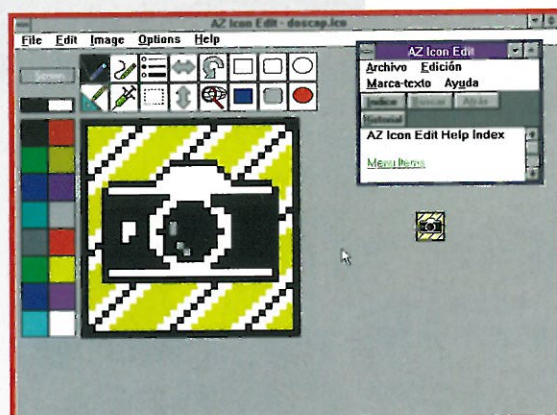 AZ Icon Edit - doscap.ico
File Edit Image Options Help
Screen
AZ Icon Edit
Archivo Edición
Marca-texto Ayuda
Indice Buscar Atrás
Historial
AZ Icon Edit Help Index
Menu Items